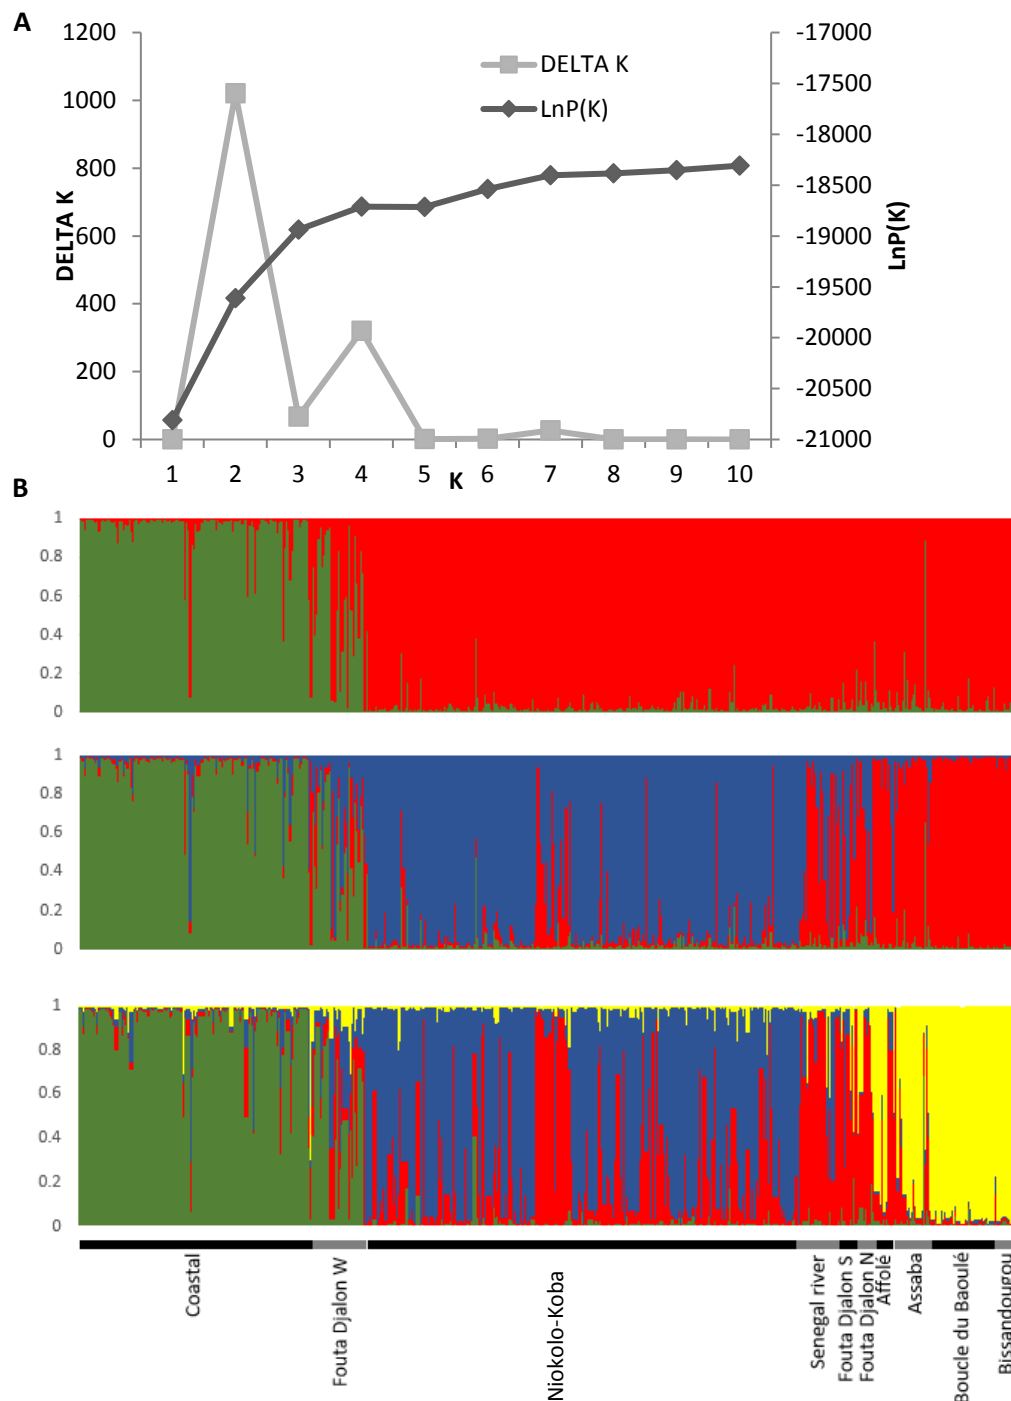 A
1200
1000
800
600
400
200
0
DELTA K
DELTA K
LnP(K)
-17000
-17500
-18000
-18500
-19000
-19500
-20000
-20500
-21000
LnP(K)
1 2 3 4 5 6 7 8 9 10
K
B
1
0.8
0.6
0.4
0.2
0
1
0.8
0.6
0.4
0.2
0
1
0.8
0.6
0.4
0.2
0
Coastal
Fouta Djalon W
Niokolo-Koba
Senegal river
Fouta Djalon S
Fouta Djalon N
Affolé
Assaba
Boucle du Baoulé
Bissandougou